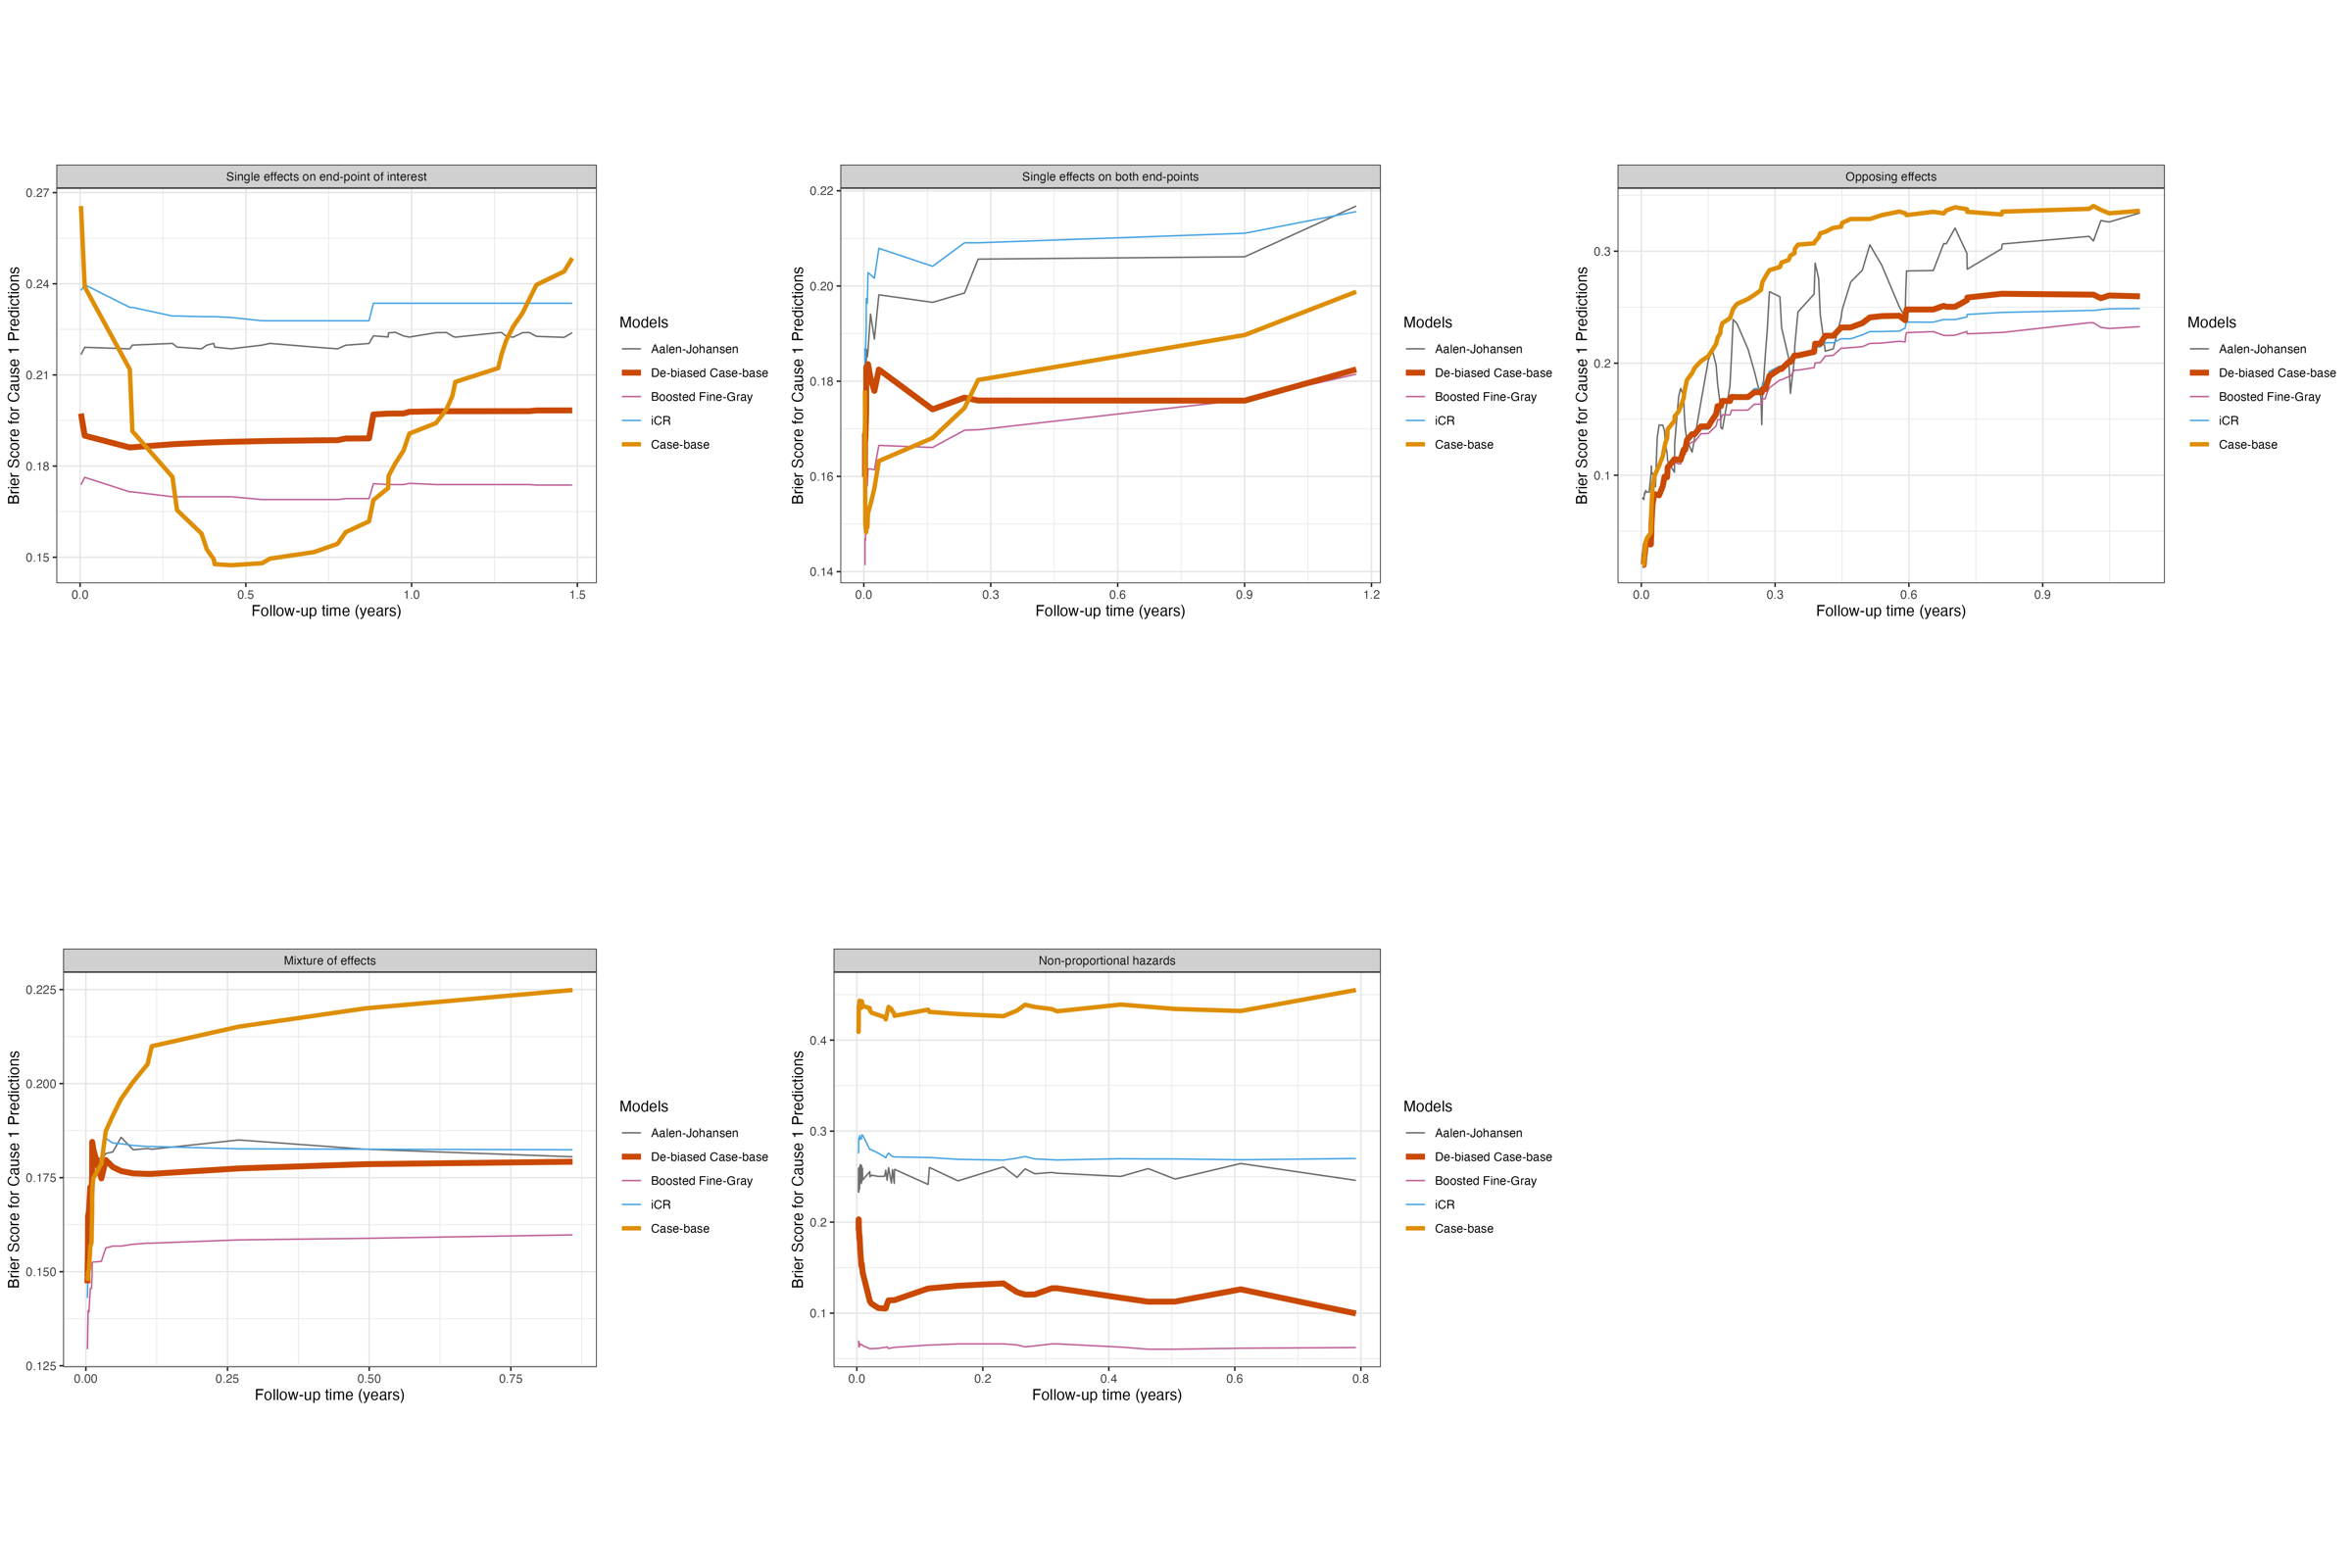 Single effects on end-point of interest
Brier Score for Cause 1 Predictions
0.27
0.24
0.21
0.18
0.15
0.0 0.5 1.0 1.5
Follow-up time (years)
Models
Aalen-Johansen
De-biased Case-base
Boosted Fine-Gray
iCR
Case-base
Single effects on both end-points
Brier Score for Cause 1 Predictions
0.22
0.20
0.18
0.16
0.14
0.0 0.3 0.6 0.9 1.2
Follow-up time (years)
Models
Aalen-Johansen
De-biased Case-base
Boosted Fine-Gray
iCR
Case-base
Opposing effects
Brier Score for Cause 1 Predictions
0.3
0.2
0.1
0.0 0.3 0.6 0.9
Follow-up time (years)
Models
Aalen-Johansen
De-biased Case-base
Boosted Fine-Gray
iCR
Case-base
Mixture of effects
Brier Score for Cause 1 Predictions
0.225
0.200
0.175
0.150
0.125
0.00 0.25 0.50 0.75
Follow-up time (years)
Models
Aalen-Johansen
De-biased Case-base
Boosted Fine-Gray
iCR
Case-base
Non-proportional hazards
Brier Score for Cause 1 Predictions
0.4
0.3
0.2
0.1
0.0 0.2 0.4 0.6 0.8
Follow-up time (years)
Models
Aalen-Johansen
De-biased Case-base
Boosted Fine-Gray
iCR
Case-base